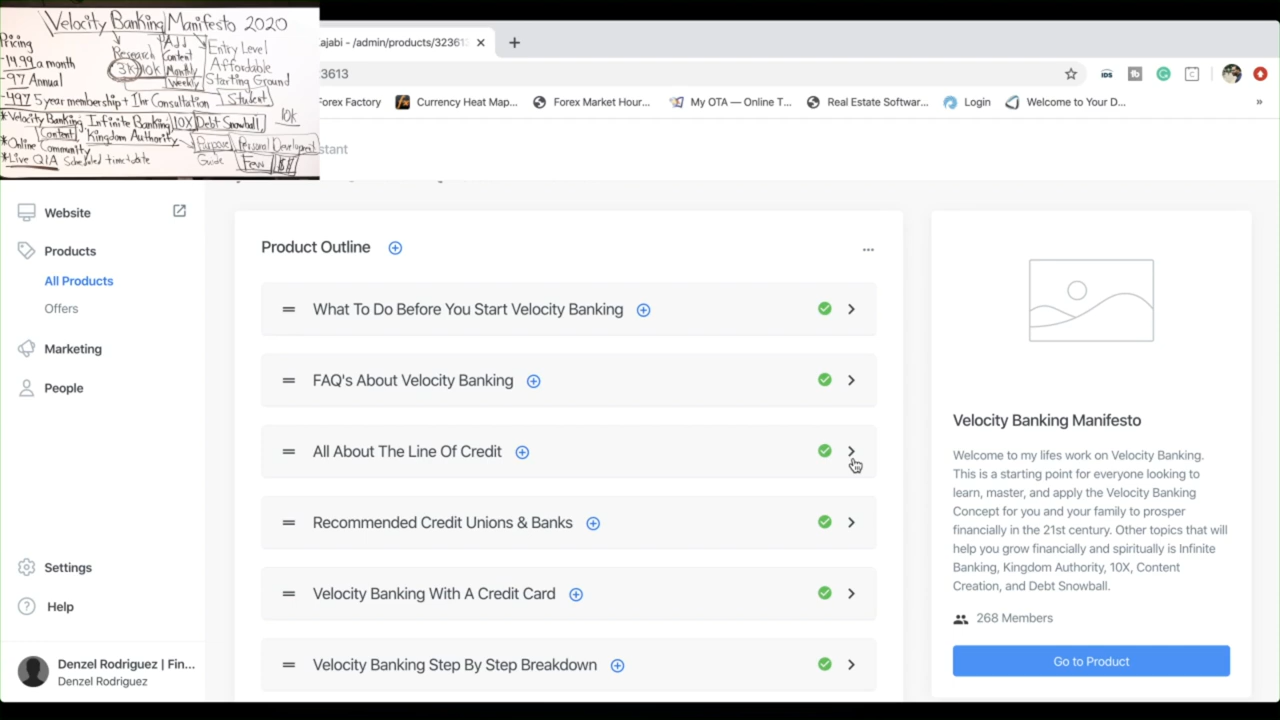 Velocity Banking Manifesto 2020
Pricing
-14.99 a month
-97 Annual
-497 5 year membership + 1hr Consultation
Research
3k 10k
Add
Content
Monthly
Weekly
Entry Level
Affordable
Starting Ground
Student
*Velocity Banking Infinite Banking 10X Debt Snowball
10k
Content Kingdom Authority
*Online Community
Purpose Personal Development
*Live Q/A Scheduled time & date
Guide
Few
ajabi - /admin/products/32361
3613
Forex Factory
Currency Heat Map...
Forex Market Hour...
My OTA — Online T...
Real Estate Softwar...
Login
Welcome to Your D...
»
stant
Website
Products
All Products
Offers
Marketing
People
Settings
Help
Denzel Rodriguez | Fin...
Denzel Rodriguez
Product Outline
What To Do Before You Start Velocity Banking
FAQ's About Velocity Banking
All About The Line Of Credit
Recommended Credit Unions & Banks
Velocity Banking With A Credit Card
Velocity Banking Step By Step Breakdown
Velocity Banking Manifesto
Welcome to my lifes work on Velocity Banking.
This is a starting point for everyone looking to
learn, master, and apply the Velocity Banking
Concept for you and your family to prosper
financially in the 21st century. Other topics that will
help you grow financially and spiritually is Infinite
Banking, Kingdom Authority, 10X, Content
Creation, and Debt Snowball.
268 Members
Go to Product